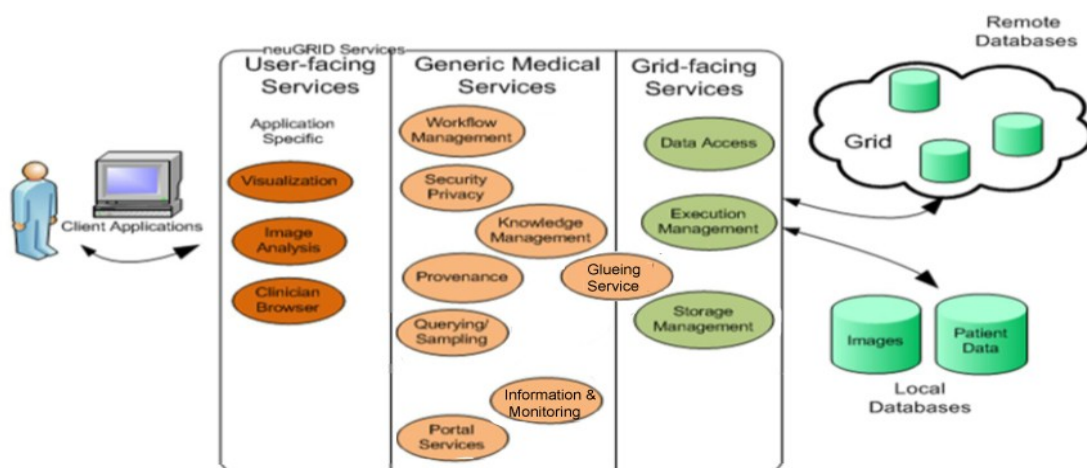 neuGRID Services
User-facing
Services
Application
Specific
Visualization
Image
Analysis
Clinician
Browser
Generic Medical
Services
Workflow
Management
Security
Privacy
Knowledge
Management
Provenance
Glueing
Service
Querying/
Sampling
Information &
Monitoring
Portal
Services
Grid-facing
Services
Data Access
Execution
Management
Storage
Management
Client Applications
Remote
Databases
Grid
Images
Patient
Data
Local
Databases